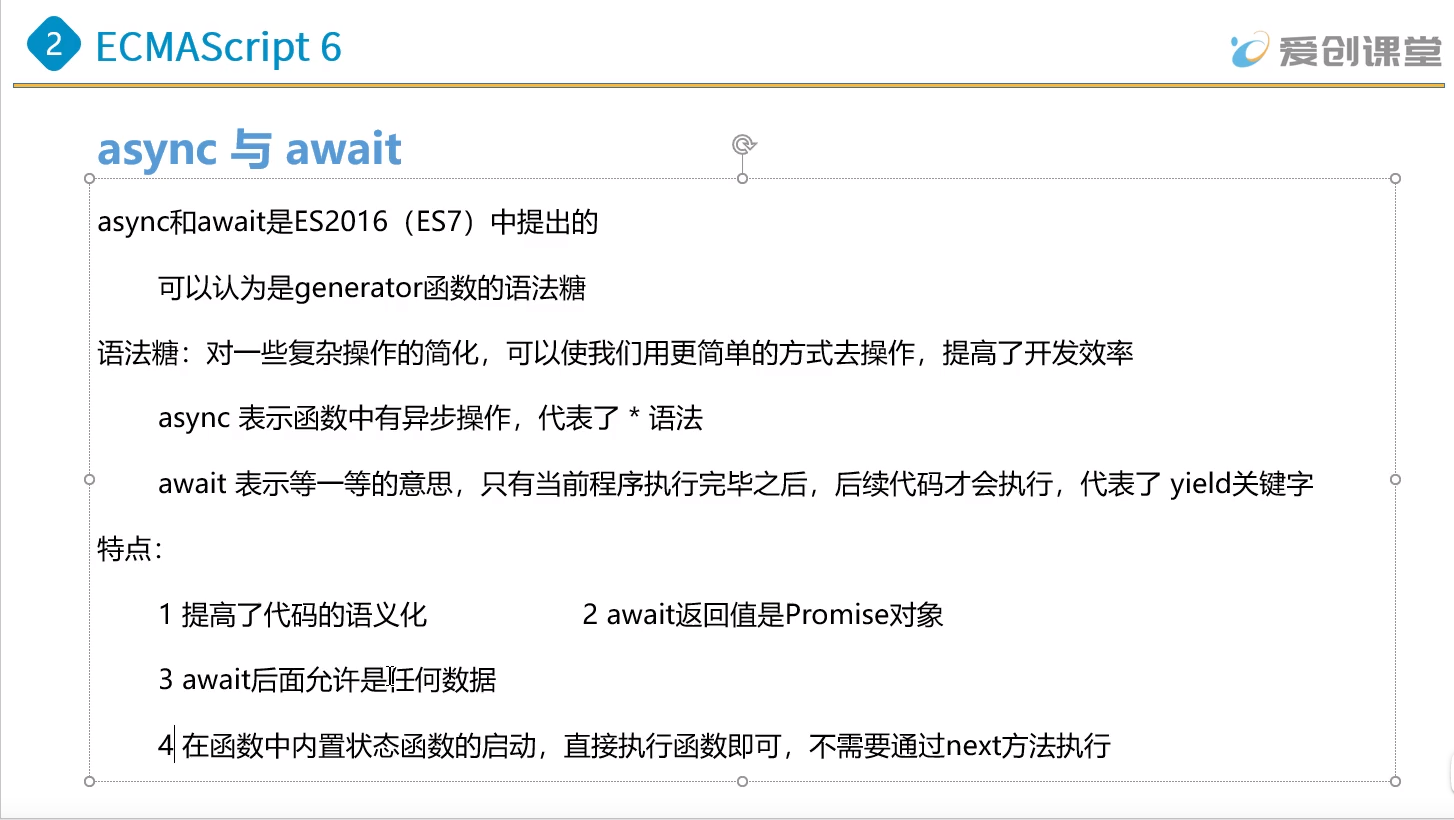 2 ECMAScript 6
爱创课堂
async 与 await
async和await是ES2016（ES7）中提出的
可以认为是generator函数的语法糖
语法糖：对一些复杂操作的简化，可以使我们用更简单的方式去操作，提高了开发效率
async 表示函数中有异步操作，代表了 * 语法
await 表示等一等的意思，只有当前程序执行完毕之后，后续代码才会执行，代表了 yield关键字
特点：
1 提高了代码的语义化 2 await返回值是Promise对象
3 await后面允许是任何数据
4 在函数中内置状态函数的启动，直接执行函数即可，不需要通过next方法执行